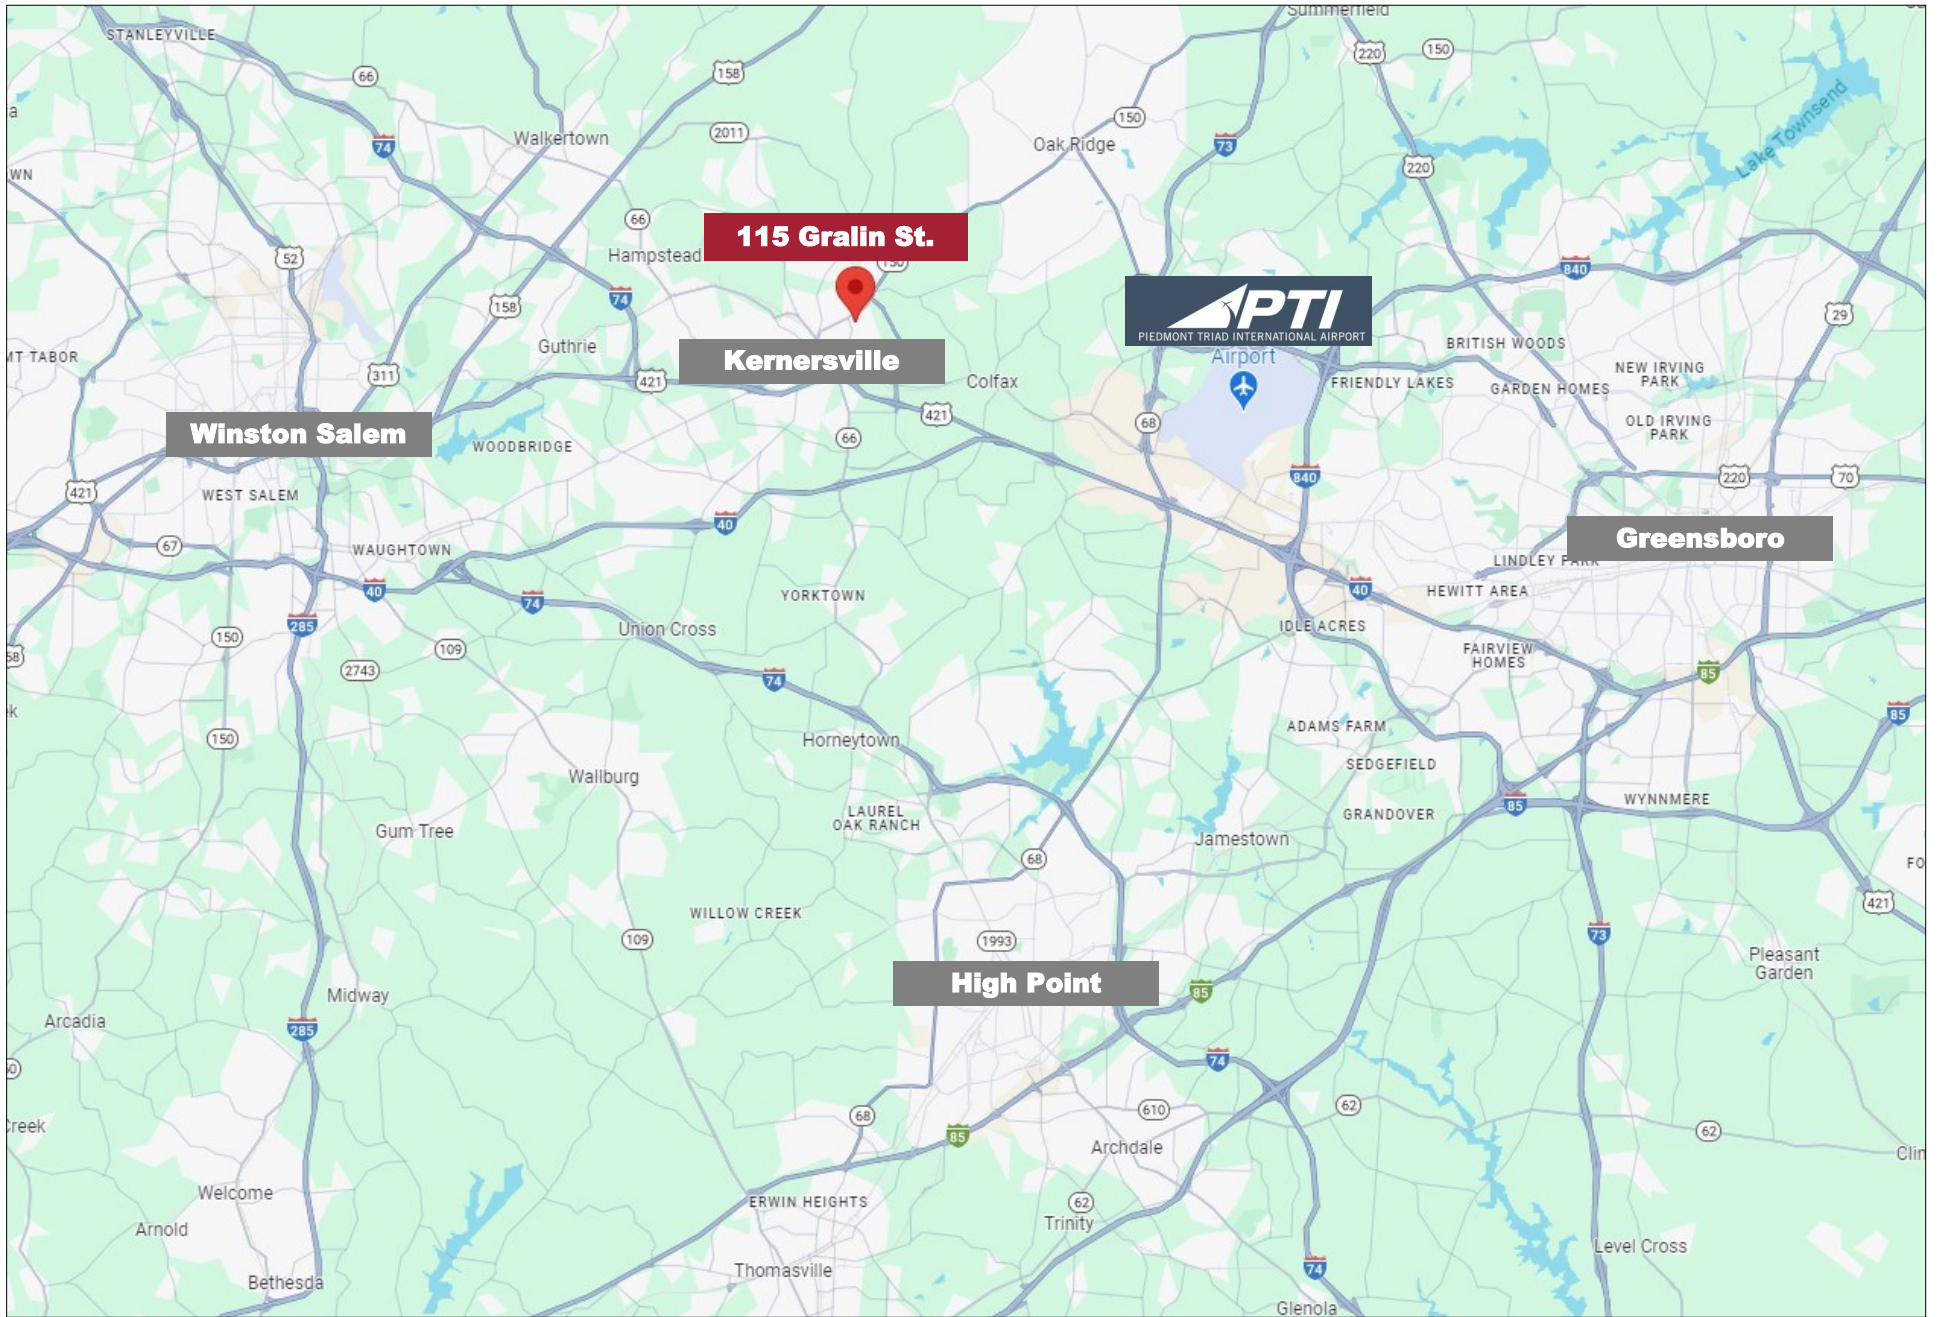 Summerfield
STANLEYVILLE
220
150
66
158
74
2011
Walkertown
150
Oak Ridge
73
Lake Townsend
220
WN
66
115 Gralin St.
Hampstead
150
52
840
74
158
PTI
PIEDMONT TRIAD INTERNATIONAL AIRPORT
29
Guthrie
Kernersville
Airport
BRITISH WOODS
MT TABOR
311
421
Colfax
FRIENDLY LAKES
GARDEN HOMES
NEW IRVING
PARK
421
68
OLD IRVING
PARK
Winston Salem
66
WOODBRIDGE
421
WEST SALEM
840
220
70
40
67
WAUGHTOWN
Greensboro
LINDLEY PARK
40
74
YORKTOWN
40
HEWITT AREA
285
150
Union Cross
IDLE ACRES
109
2743
FAIRVIEW
HOMES
58
74
85
85
150
Horneytown
ADAMS FARM
Wallburg
SEDGEFIELD
LAUREL
OAK RANCH
GRANDOVER
85
WYNNMERE
Gum Tree
Jamestown
68
FO
421
WILLOW CREEK
109
1993
73
Pleasant
Garden
High Point
85
Midway
Arcadia
285
74
68
610
62
62
Creek
85
Archdale
Clin
Welcome
ERWIN HEIGHTS
62
Trinity
Arnold
Level Cross
Bethesda
Thomasville
74
Glenola